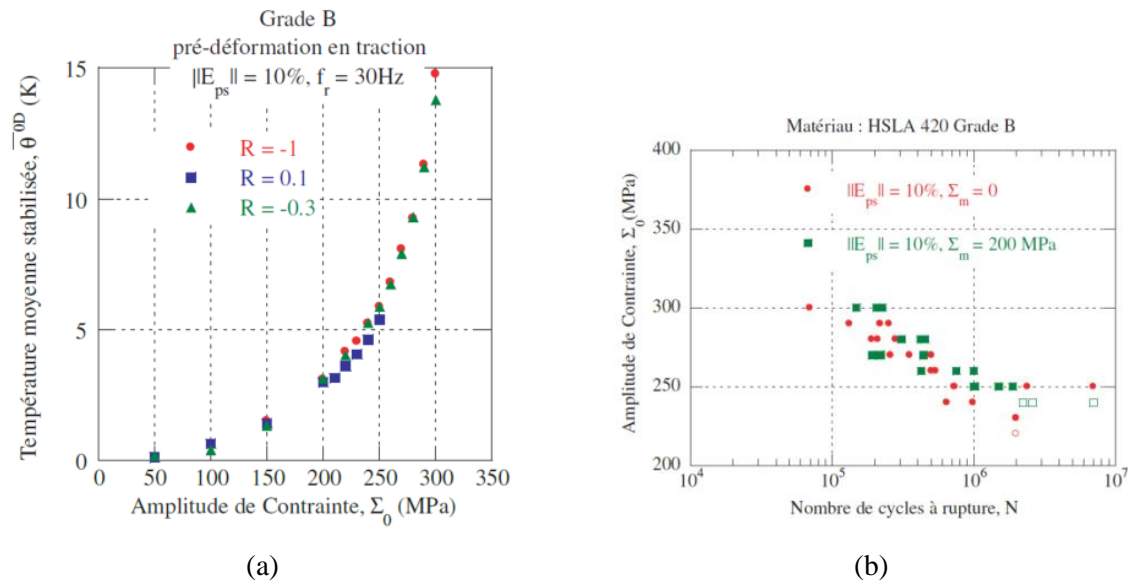 Grade B
pré-déformation en traction
||E_ps|| = 10%, f_r = 30Hz
Température moyenne stabilisée, θ̅^0D (K)
15
10
5
0
R = -1
R = 0.1
R = -0.3
0 50 100 150 200 250 300 350
Amplitude de Contrainte, Σ_0 (MPa)
(a)
Matériau : HSLA 420 Grade B
Amplitude de Contrainte, Σ_0 (MPa)
400
350
300
250
200
||E_ps|| = 10%, Σ_m = 0
||E_ps|| = 10%, Σ_m = 200 MPa
10^4 10^5 10^6 10^7
Nombre de cycles à rupture, N
(b)